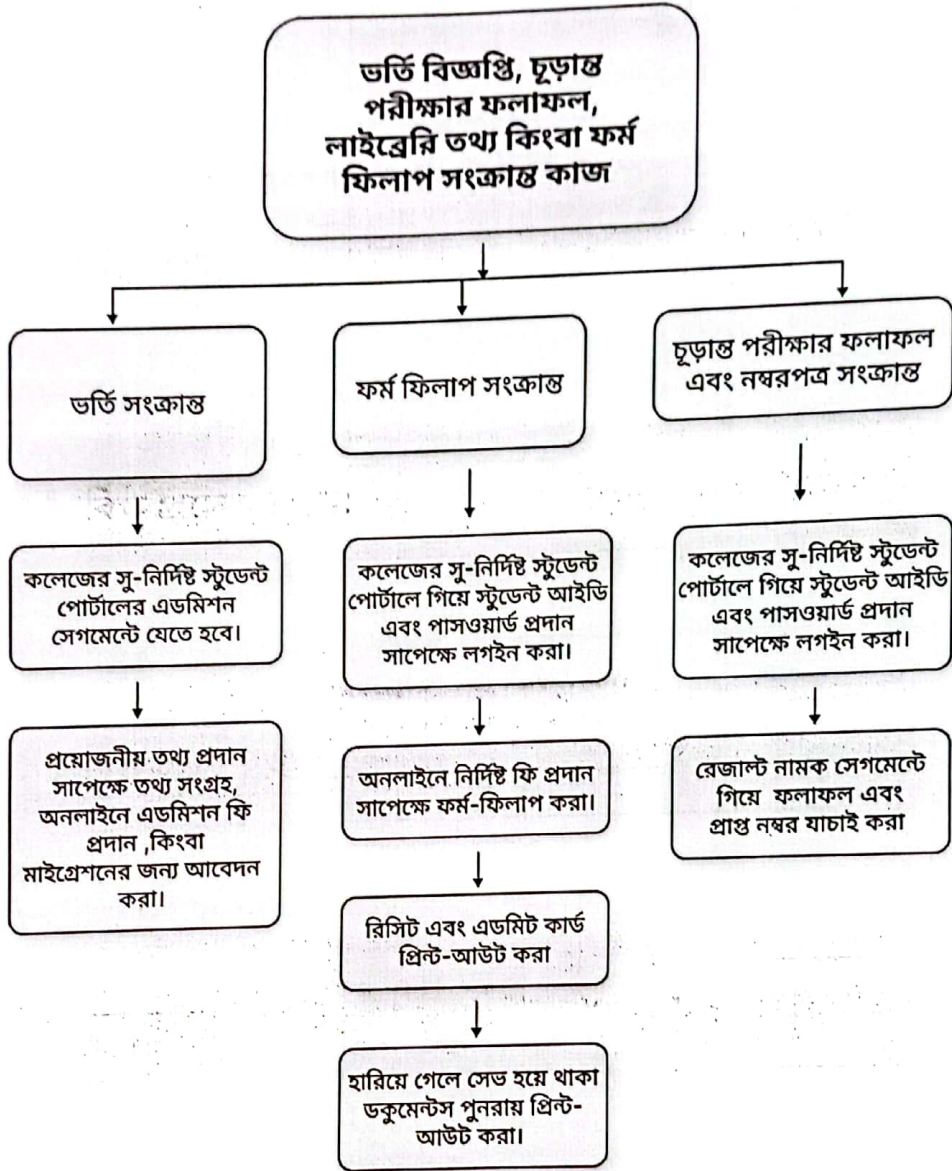 ভর্তি বিজ্ঞপ্তি, চূড়ান্ত
পরীক্ষার ফলাফল,
লাইব্রেরি তথ্য কিংবা ফর্ম
ফিলাপ সংক্রান্ত কাজ
ভর্তি সংক্রান্ত
কলেজের সু-নির্দিষ্ট স্টুডেন্ট
পোর্টালের এডমিশন
সেগমেন্টে যেতে হবে।
প্রয়োজনীয় তথ্য প্রদান
সাপেক্ষে তথ্য সংগ্রহ,
অনলাইনে এডমিশন ফি
প্রদান ,কিংবা
মাইগ্রেশনের জন্য আবেদন
করা।
ফর্ম ফিলাপ সংক্রান্ত
কলেজের সু-নির্দিষ্ট স্টুডেন্ট
পোর্টালে গিয়ে স্টুডেন্ট আইডি
এবং পাসওয়ার্ড প্রদান
সাপেক্ষে লগইন করা।
অনলাইনে নির্দিষ্ট ফি প্রদান
সাপেক্ষে ফর্ম-ফিলাপ করা।
রিসিট এবং এডমিট কার্ড
প্রিন্ট-আউট করা
হারিয়ে গেলে সেভ হয়ে থাকা
ডকুমেন্টস পুনরায় প্রিন্ট-
আউট করা।
চূড়ান্ত পরীক্ষার ফলাফল
এবং নম্বরপত্র সংক্রান্ত
কলেজের সু-নির্দিষ্ট স্টুডেন্ট
পোর্টালে গিয়ে স্টুডেন্ট আইডি
এবং পাসওয়ার্ড প্রদান
সাপেক্ষে লগইন করা।
রেজাল্ট নামক সেগমেন্টে
গিয়ে ফলাফল এবং
প্রাপ্ত নম্বর যাচাই করা